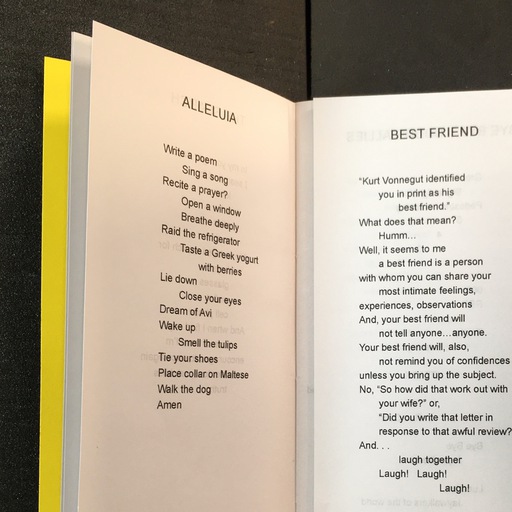 ALLELUIA
Write a poem
Sing a song
Recite a prayer?
Open a window
Breathe deeply
Raid the refrigerator
Taste a Greek yogurt
with berries
Lie down
Close your eyes
Dream of Avi
Wake up
Smell the tulips
Tie your shoes
Place collar on Maltese
Walk the dog
Amen
BEST FRIEND
"Kurt Vonnegut identified
you in print as his
best friend."
What does that mean?
Humm...
Well, it seems to me
a best friend is a person
with whom you can share your
most intimate feelings,
experiences, observations
And, your best friend will
not tell anyone...anyone.
Your best friend will, also,
not remind you of confidences
unless you bring up the subject.
No, "So how did that work out with
your wife?" or,
"Did you write that letter in
response to that awful review?
And. . .
laugh together
Laugh! Laugh!
Laugh!